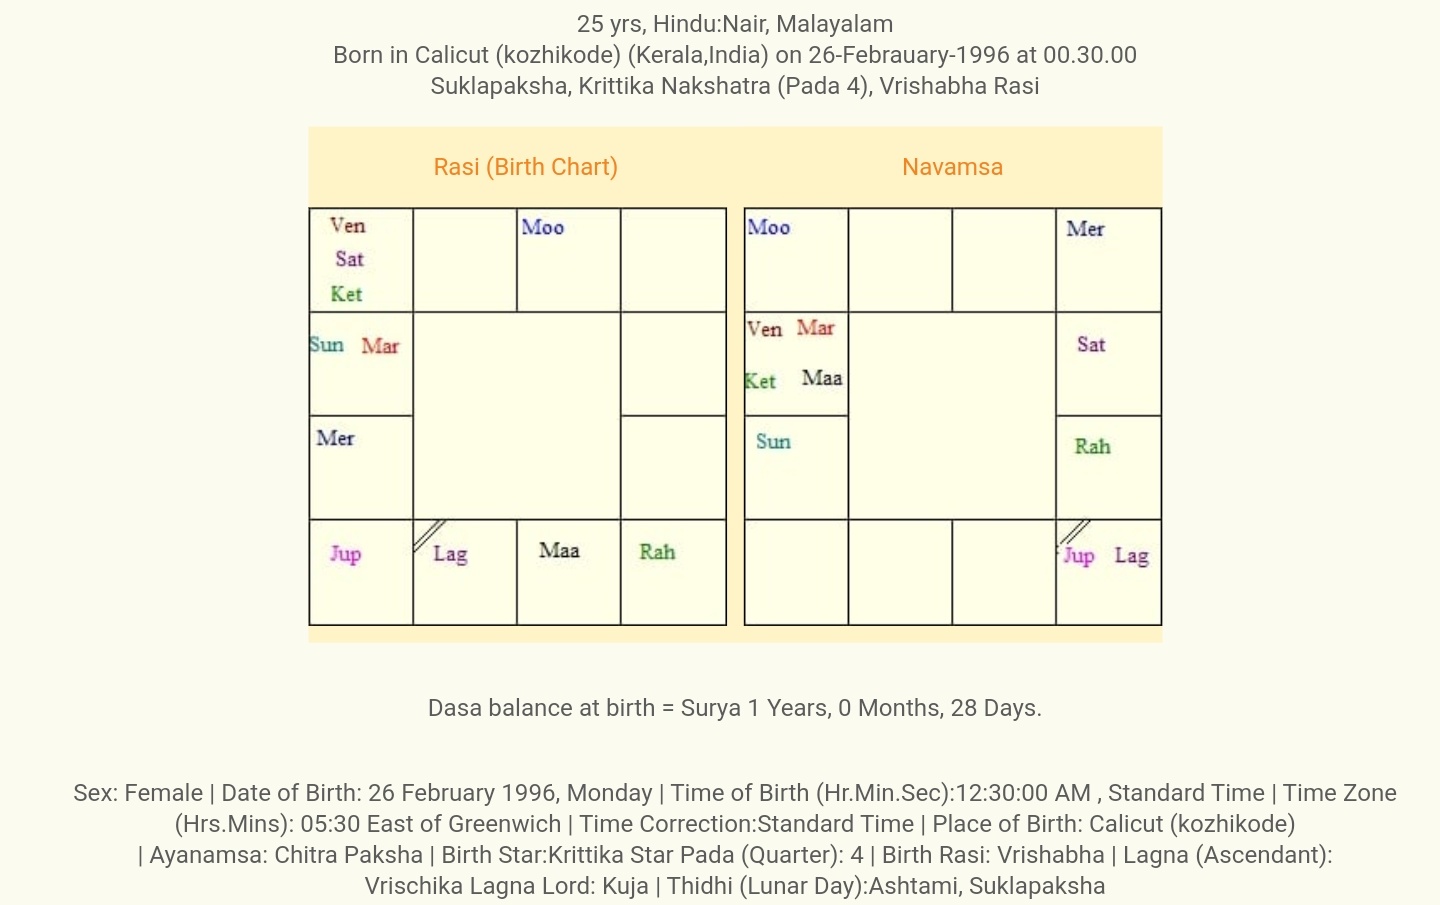 25 yrs, Hindu:Nair, Malayalam
Born in Calicut (kozhikode) (Kerala,India) on 26-Febrauary-1996 at 00.30.00
Suklapaksha, Krittika Nakshatra (Pada 4), Vrishabha Rasi
Rasi (Birth Chart)
Ven
Sat
Ket
Moo
Sun Mar
Mer
Jup
Lag
Maa
Rah
Navamsa
Moo
Mer
Ven Mar
Ket Maa
Sat
Sun
Rah
Jup Lag
Dasa balance at birth = Surya 1 Years, 0 Months, 28 Days.
Sex: Female | Date of Birth: 26 February 1996, Monday | Time of Birth (Hr.Min.Sec):12:30:00 AM , Standard Time | Time Zone
(Hrs.Mins): 05:30 East of Greenwich | Time Correction:Standard Time | Place of Birth: Calicut (kozhikode)
| Ayanamsa: Chitra Paksha | Birth Star:Krittika Star Pada (Quarter): 4 | Birth Rasi: Vrishabha | Lagna (Ascendant):
Vrischika Lagna Lord: Kuja | Thidhi (Lunar Day):Ashtami, Suklapaksha